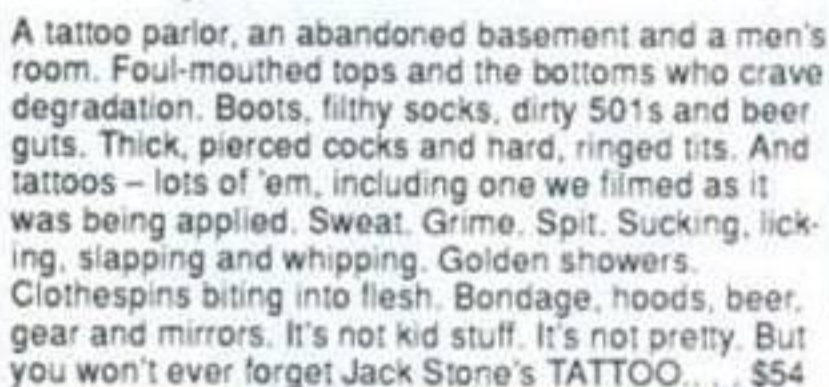 A tattoo parlor, an abandoned basement and a men's
room. Foul-mouthed tops and the bottoms who crave
degradation. Boots, filthy socks, dirty 501s and beer
guts. Thick, pierced cocks and hard, ringed tits. And
tattoos – lots of 'em, including one we filmed as it
was being applied. Sweat. Grime. Spit. Sucking, lick-
ing, slapping and whipping. Golden showers.
Clothespins biting into flesh. Bondage, hoods, beer,
gear and mirrors. It's not kid stuff. It's not pretty. But
you won't ever forget Jack Stone's TATTOO..... $54